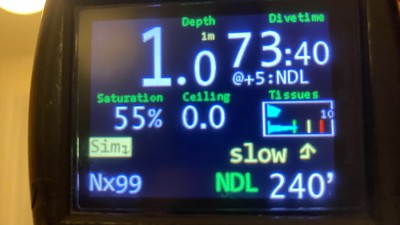 Depth Divetime
1m
1.0 73:40
@+5:NDL
Saturation Ceiling Tissues
55% 0.0
10
Sim1
slow
Nx99 NDL 240'